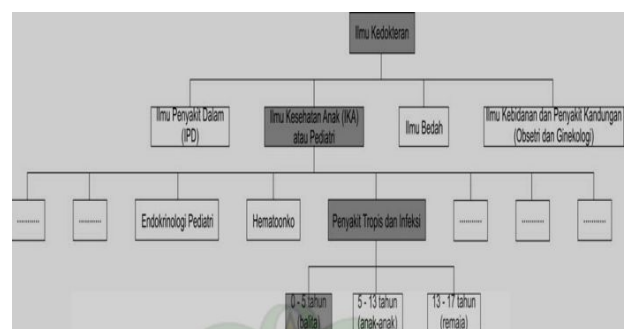 Ilmu Kedokteran
Ilmu Penyakit Dalam
(IPD)
Ilmu Kesehatan Anak (IKA)
atau Pediatri
Ilmu Bedah
Ilmu Kebidanan dan Penyakit Kandungan
(Obsetri dan Ginekologi)
...........
...........
Endokrinologi Pediatri
Hematoonko
Penyakit Tropis dan Infeksi
...........
...........
...........
0 - 5 tahun
(balita)
5 - 13 tahun
(anak-anak)
13 - 17 tahun
(remaja)